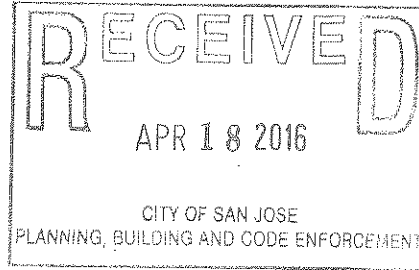 RECEIVED
APR 18 2016
CITY OF SAN JOSE
PLANNING, BUILDING AND CODE ENFORCEMENT